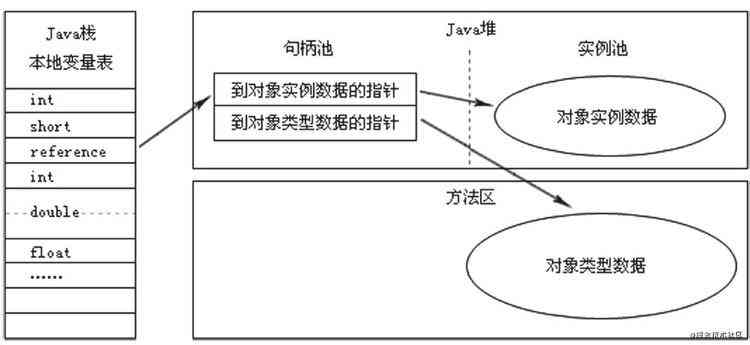 Java栈
本地变量表
int
short
reference
int
double
float
……
Java堆
句柄池
实例池
到对象实例数据的指针
到对象类型数据的指针
对象实例数据
方法区
对象类型数据